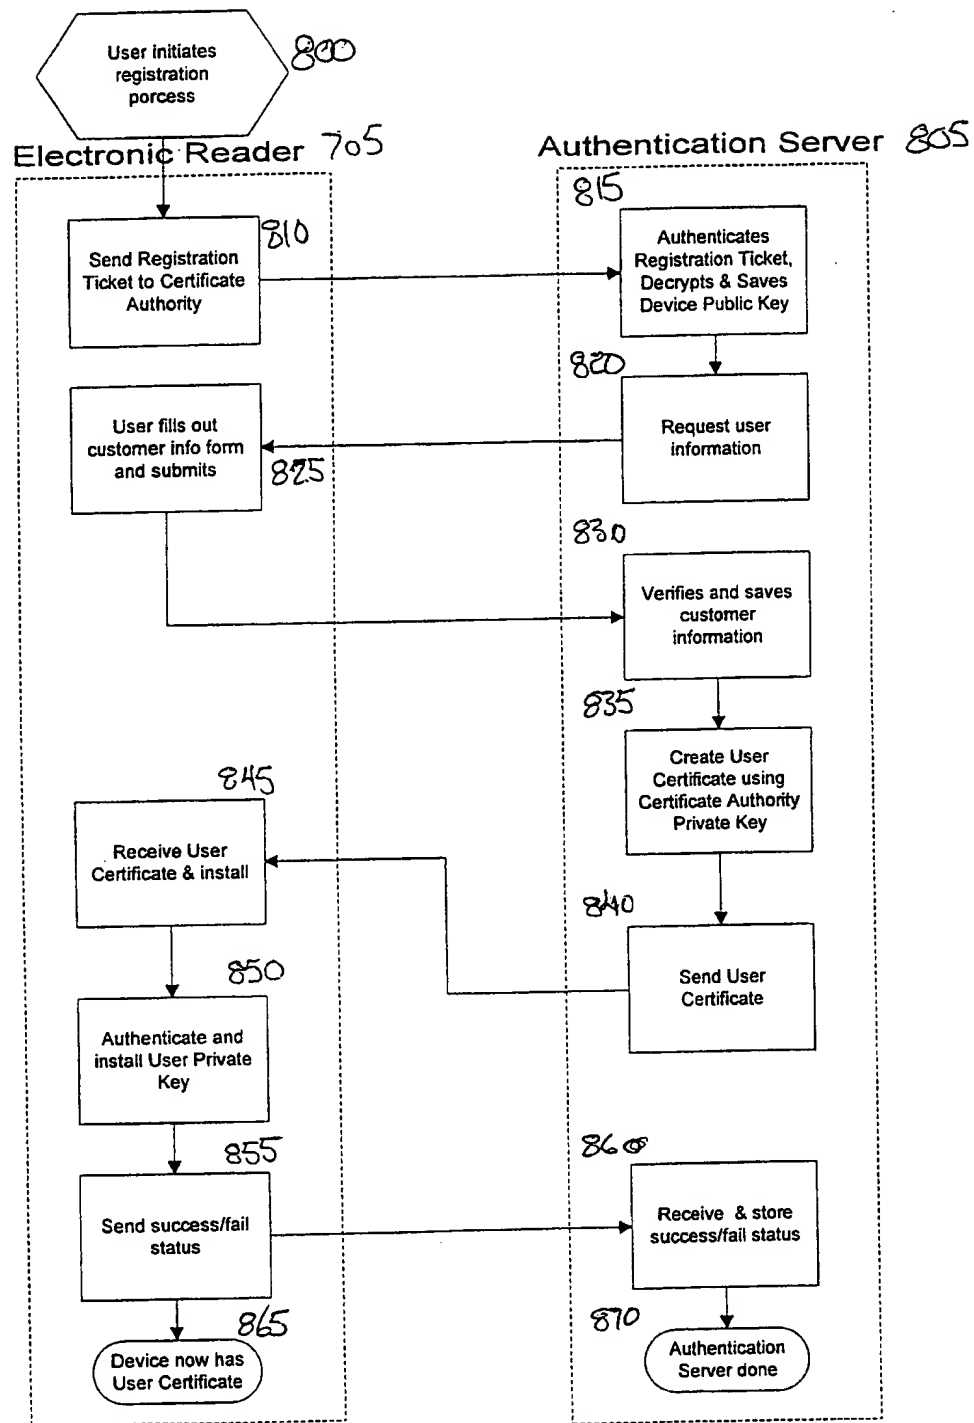 User initiates
registration
porcess
800
Electronic Reader 705
Authentication Server 805
810
Send Registration
Ticket to Certificate
Authority
815
Authenticates
Registration Ticket,
Decrypts & Saves
Device Public Key
820
Request user
information
User fills out
customer info form
and submits
825
830
Verifies and saves
customer
information
835
Create User
Certificate using
Certificate Authority
Private Key
840
Send User
Certificate
845
Receive User
Certificate & install
850
Authenticate and
install User Private
Key
855
Send success/fail
status
860
Receive & store
success/fail status
865
Device now has
User Certificate
870
Authentication
Server done